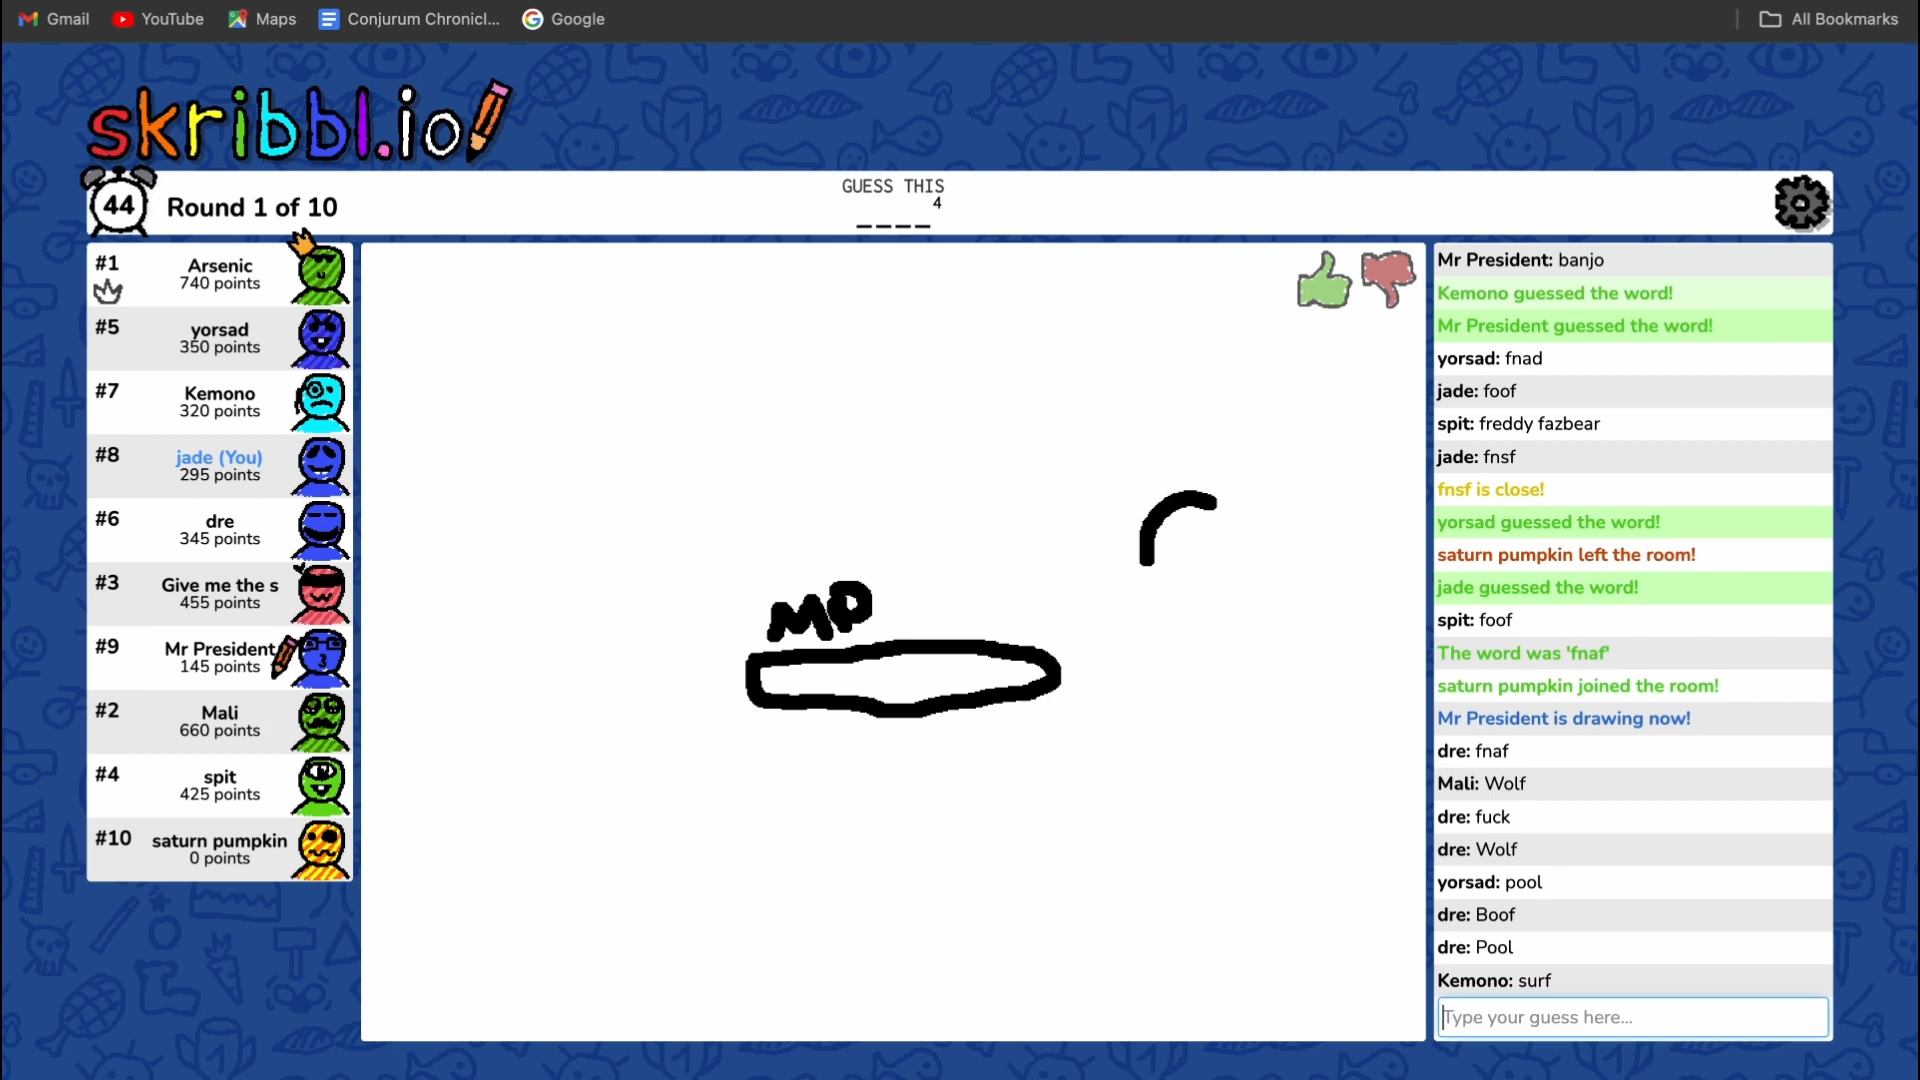 Gmail
YouTube
Maps
Conjurum Chronicl...
Google
All Bookmarks
skribbl.io
44
Round 1 of 10
GUESS THIS
4
____
#1
Arsenic
740 points
#5
yorsad
350 points
#7
Kemono
320 points
#8
jade (You)
295 points
#6
dre
345 points
#3
Give me the s
455 points
#9
Mr President
145 points
#2
Mali
660 points
#4
spit
425 points
#10
saturn pumpkin
0 points
MP
Mr President: banjo
Kemono guessed the word!
Mr President guessed the word!
yorsad: fnad
jade: foof
spit: freddy fazbear
jade: fnsf
fnsf is close!
yorsad guessed the word!
saturn pumpkin left the room!
jade guessed the word!
spit: foof
The word was 'fnaf'
saturn pumpkin joined the room!
Mr President is drawing now!
dre: fnaf
Mali: Wolf
dre: fuck
dre: Wolf
yorsad: pool
dre: Boof
dre: Pool
Kemono: surf
Type your guess here...